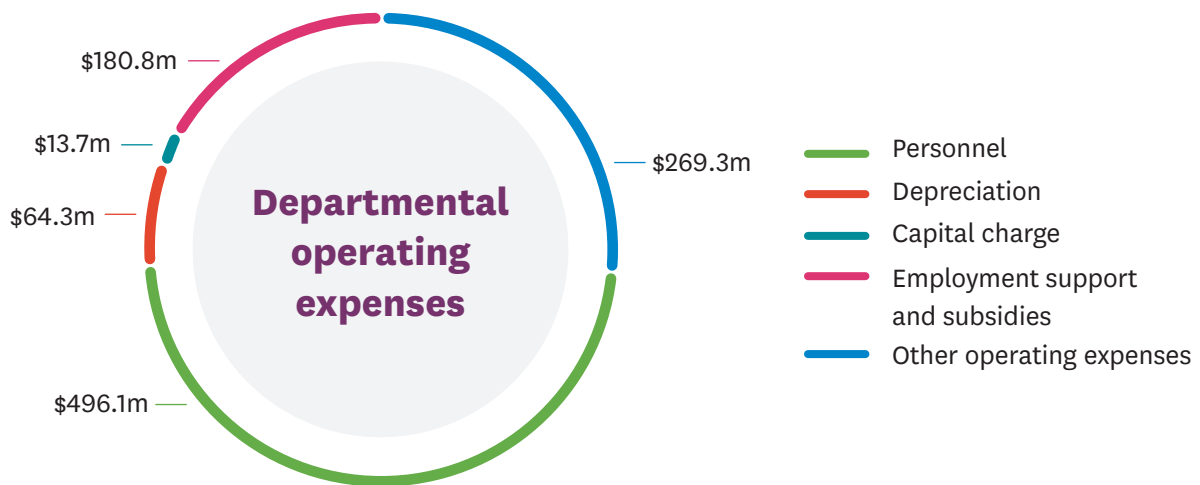 $180.8m
$13.7m
$64.3m
$496.1m
$269.3m
Departmental
operating
expenses
Personnel
Depreciation
Capital charge
Employment support
and subsidies
Other operating expenses